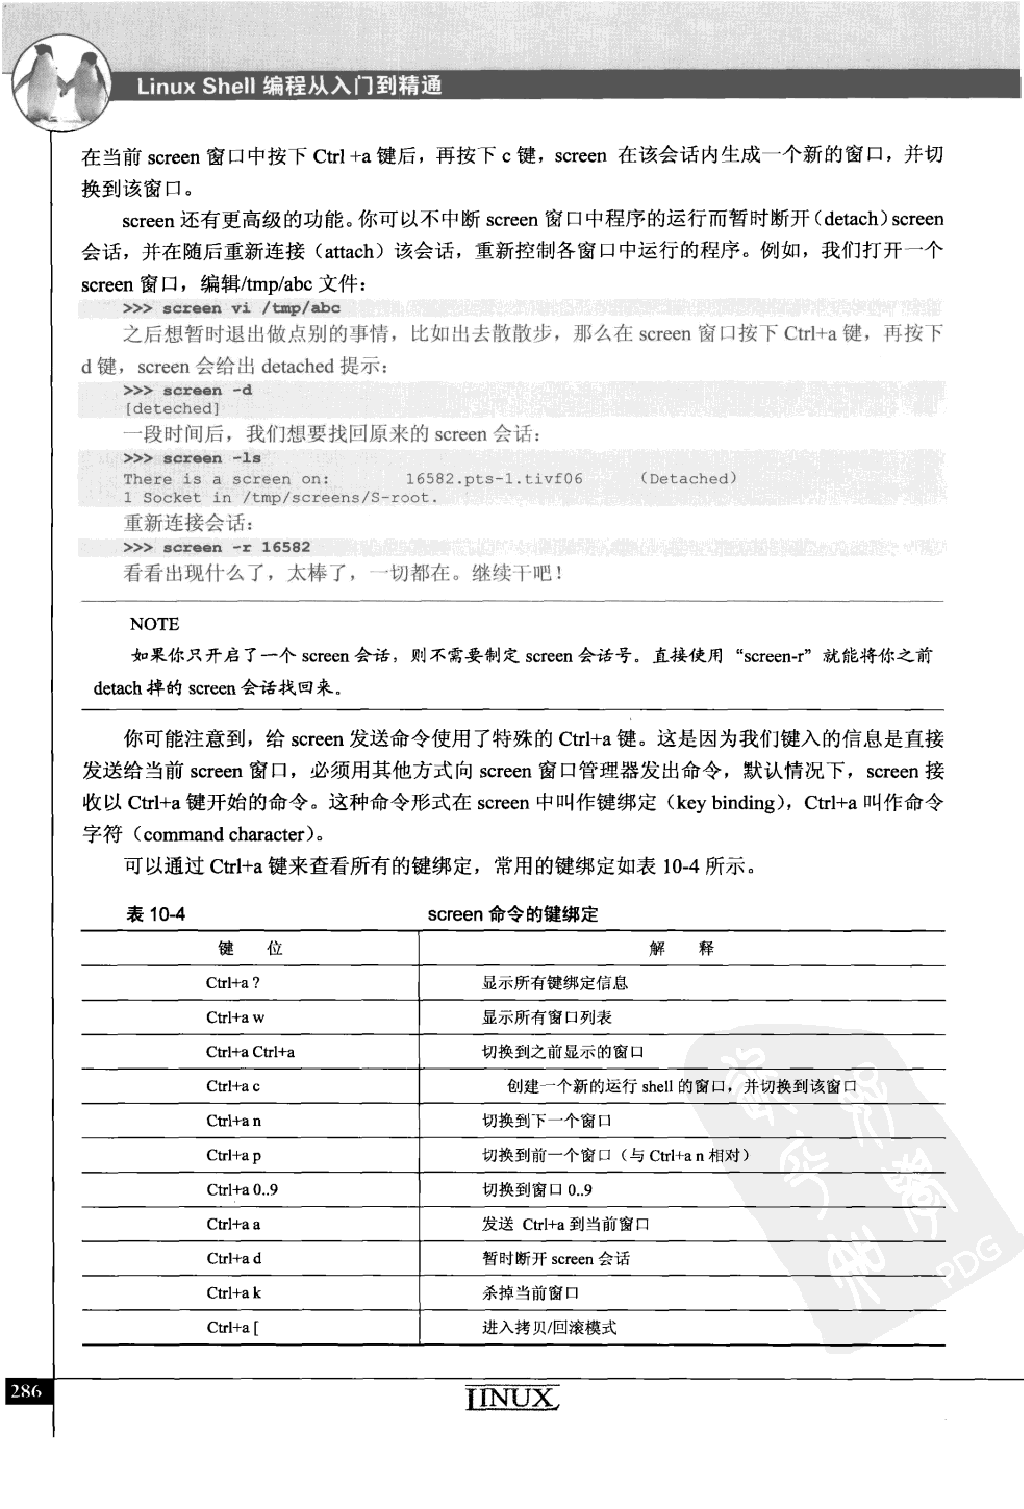 Linux Shell 编程从入门到精通
在当前 screen 窗口中按下 Ctrl +a 键后，再按下 c 键，screen 在该会话内生成一个新的窗口，并切
换到该窗口。
screen 还有更高级的功能。你可以不中断 screen 窗口中程序的运行而暂时断开（detach）screen
会话，并在随后重新连接（attach）该会话，重新控制各窗口中运行的程序。例如，我们打开一个
screen 窗口，编辑/tmp/abc 文件：
>>> screen vi /tmp/abc
之后想暂时退出做点别的事情，比如出去散散步，那么在 screen 窗口按下 Ctrl+a 键，再按下
d 键，screen 会给出 detached 提示：
>>> screen -d
[deteched]
一段时间后，我们想要找回原来的 screen 会话：
>>> screen -ls
There is a screen on: 16582.pts-1.tivf06 (Detached)
1 Socket in /tmp/screens/S-root.
重新连接会话：
>>> screen -r 16582
看看出现什么了，太棒了，一切都在。继续干吧！
NOTE
如果你只开启了一个 screen 会话，则不需要制定 screen 会话号。直接使用“screen-r”就能将你之前
detach 掉的 screen 会话找回来。
你可能注意到，给 screen 发送命令使用了特殊的 Ctrl+a 键。这是因为我们键入的信息是直接
发送给当前 screen 窗口，必须用其他方式向 screen 窗口管理器发出命令，默认情况下，screen 接
收以 Ctrl+a 键开始的命令。这种命令形式在 screen 中叫作键绑定（key binding），Ctrl+a 叫作命令
字符（command character）。
可以通过 Ctrl+a 键来查看所有的键绑定，常用的键绑定如表 10-4 所示。
表 10-4 screen 命令的键绑定
键 位 解 释
Ctrl+a ? 显示所有键绑定信息
Ctrl+a w 显示所有窗口列表
Ctrl+a Ctrl+a 切换到之前显示的窗口
Ctrl+a c 创建一个新的运行 shell 的窗口，并切换到该窗口
Ctrl+a n 切换到下一个窗口
Ctrl+a p 切换到前一个窗口（与 Ctrl+a n 相对）
Ctrl+a 0..9 切换到窗口 0..9
Ctrl+a a 发送 Ctrl+a 到当前窗口
Ctrl+a d 暂时断开 screen 会话
Ctrl+a k 杀掉当前窗口
Ctrl+a [ 进入拷贝/回滚模式
PDG
286
LINUX